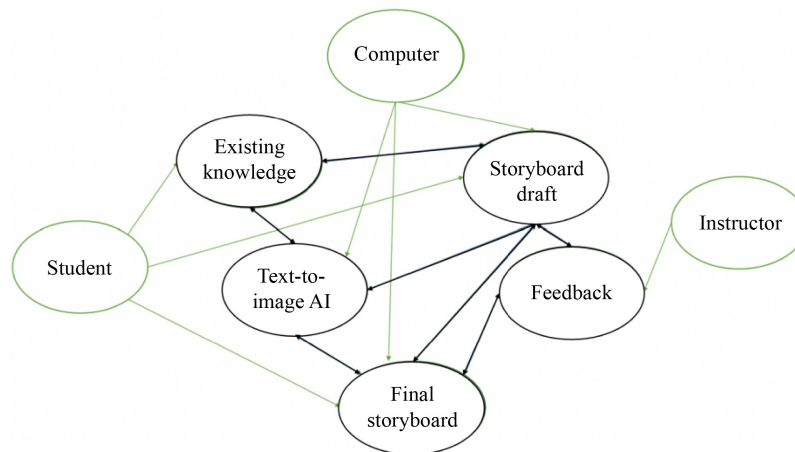 Computer
Existing
knowledge
Storyboard
draft
Instructor
Student
Text-to-
image AI
Feedback
Final
storyboard